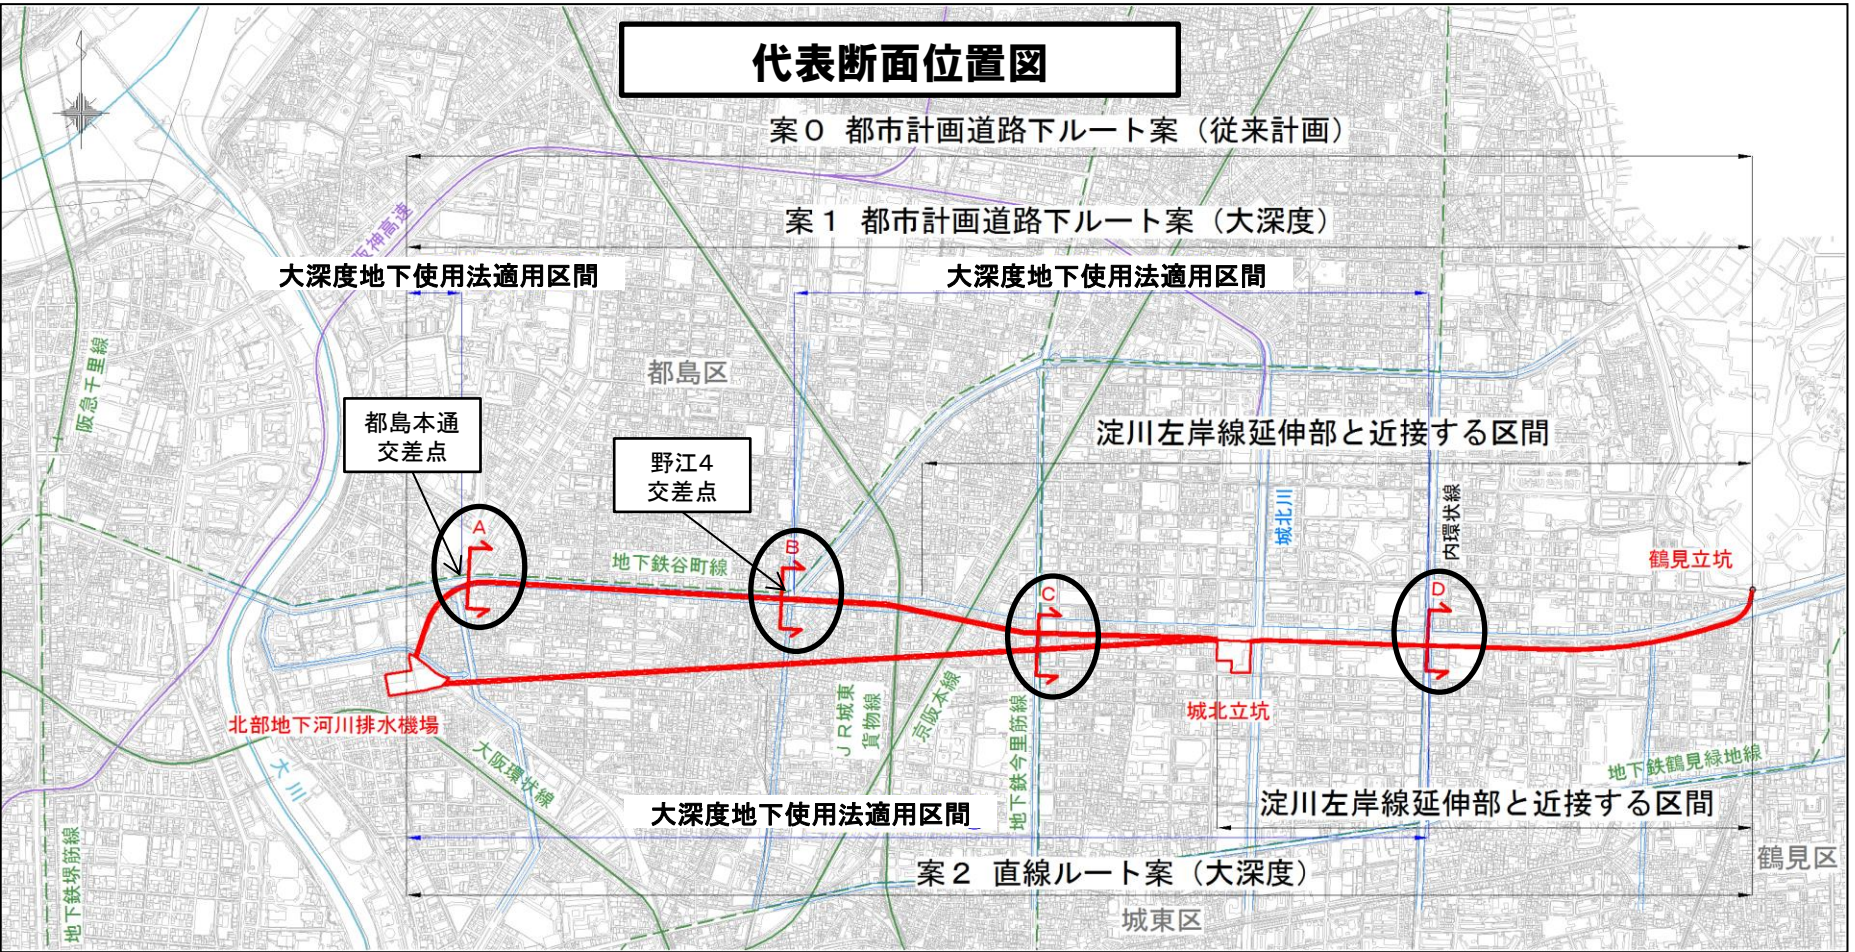 代表断面位置図
案0 都市計画道路下ルート案（従来計画）
案1 都市計画道路下ルート案（大深度）
阪神高速
大深度地下使用法適用区間
大深度地下使用法適用区間
阪急千里線
都島区
都島本通
交差点
野江4
交差点
淀川左岸線延伸部と近接する区間
城北川
内環状線
A
B
C
D
地下鉄谷町線
鶴見立坑
北部地下河川排水機場
大川
大阪環状線
JR城東
貨物線
京阪本線
地下鉄今里筋線
城北立坑
地下鉄鶴見緑地線
大深度地下使用法適用区間
淀川左岸線延伸部と近接する区間
地下鉄堺筋線
案2 直線ルート案（大深度）
鶴見区
城東区